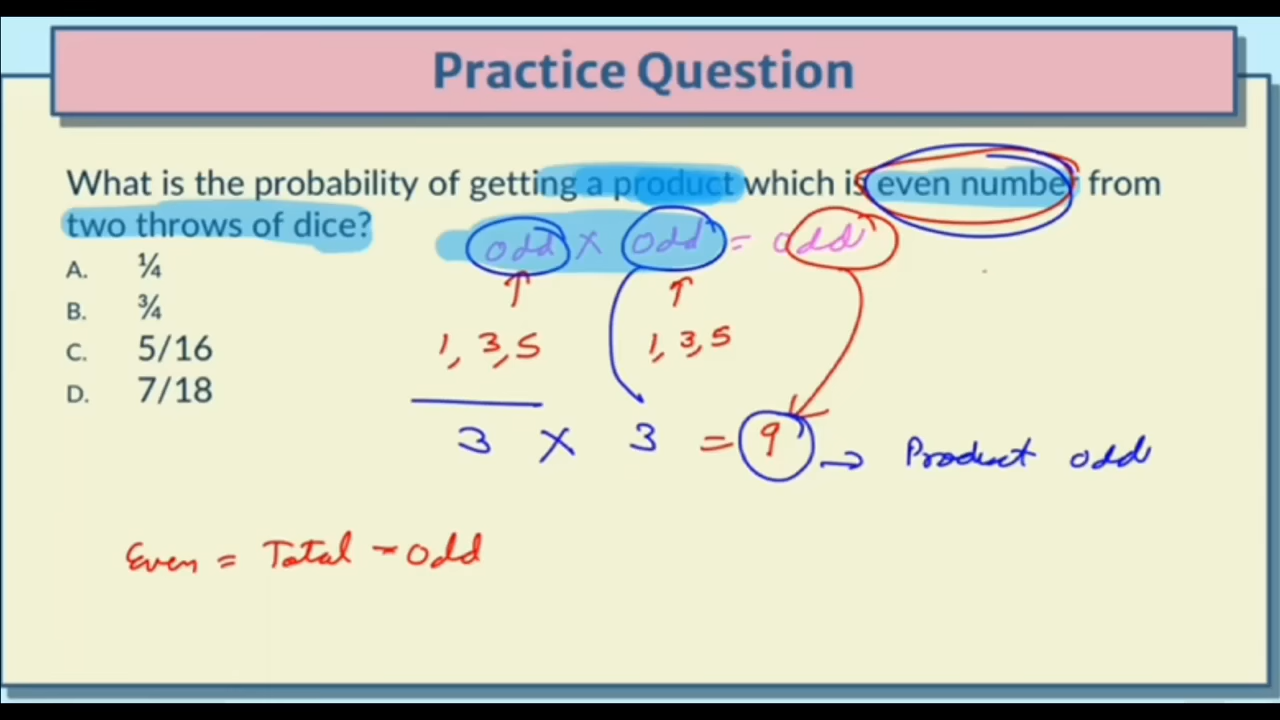 Practice Question
What is the probability of getting a product which is even number from
two throws of dice?
odd x odd = odd
A. ¼
B. ¾
1, 3, 5 1, 3, 5
C. 5/16
D. 7/18
3 x 3 = 9 → Product odd
Even = Total - odd